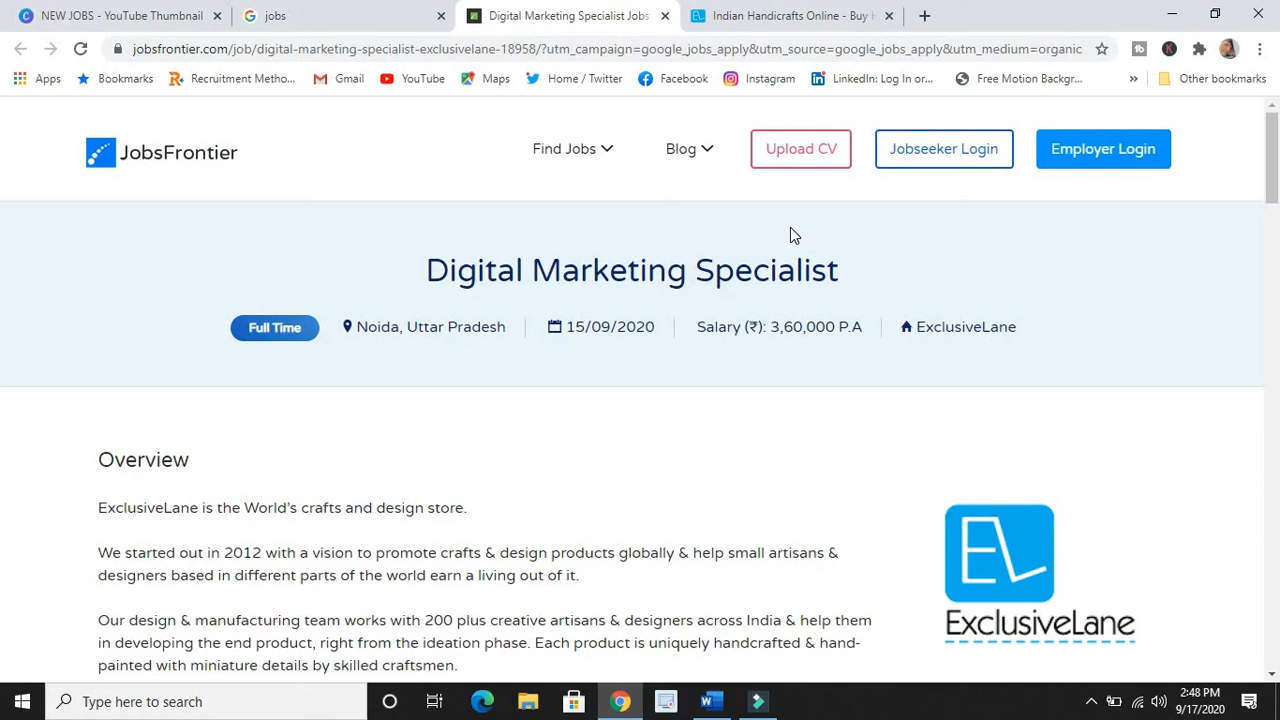 NEW JOBS - YouTube Thumbnail
jobs
Digital Marketing Specialist Jobs
Indian Handicrafts Online - Buy H
jobsfrontier.com/job/digital-marketing-specialist-exclusivelane-18958/?utm_campaign=google_jobs_apply&utm_source=google_jobs_apply&utm_medium=organic
Apps
Bookmarks
Recruitment Metho...
Gmail
YouTube
Maps
Home / Twitter
Facebook
Instagram
LinkedIn: Log In or...
Free Motion Backgr...
»
Other bookmarks
JobsFrontier
Find Jobs
Blog
Upload CV
Jobseeker Login
Employer Login
Digital Marketing Specialist
Full Time
Noida, Uttar Pradesh
15/09/2020
Salary (₹): 3,60,000 P.A
ExclusiveLane
Overview
ExclusiveLane is the World's crafts and design store.
We started out in 2012 with a vision to promote crafts & design products globally & help small artisans &
designers based in different parts of the world earn a living out of it.
Our design & manufacturing team works with 200 plus creative artisans & designers across India & help them
in developing the end product, right from the ideation phase. Each product is uniquely handcrafted & hand-
painted with miniature details by skilled craftsmen.
EL
ExclusiveLane
Type here to search
2:48 PM
9/17/2020